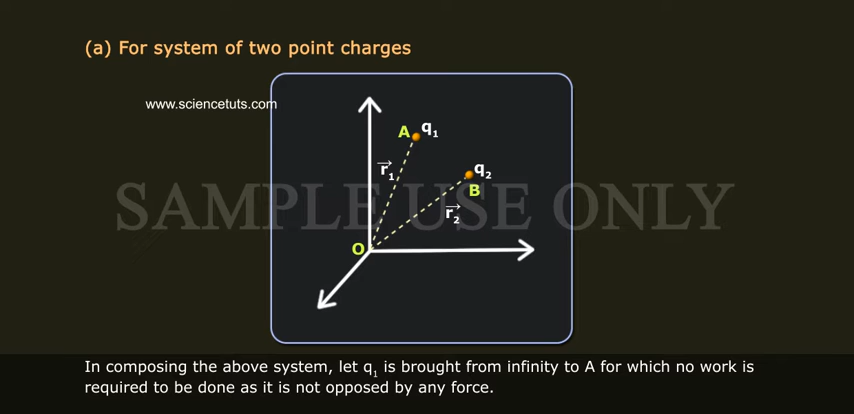 (a) For system of two point charges
www.sciencetuts.com
A q₁
r⃗₁
q₂
B
r⃗₂
SAMPLE USE ONLY
O
In composing the above system, let q₁ is brought from infinity to A for which no work is
required to be done as it is not opposed by any force.